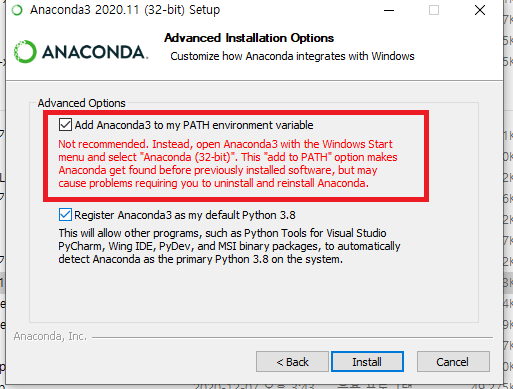 Anaconda3 2020.11 (32-bit) Setup
ANACONDA.
Advanced Installation Options
Customize how Anaconda integrates with Windows
Advanced Options
Add Anaconda3 to my PATH environment variable
Not recommended. Instead, open Anaconda3 with the Windows Start
menu and select "Anaconda (32-bit)". This "add to PATH" option makes
Anaconda get found before previously installed software, but may
cause problems requiring you to uninstall and reinstall Anaconda.
Register Anaconda3 as my default Python 3.8
This will allow other programs, such as Python Tools for Visual Studio
PyCharm, Wing IDE, PyDev, and MSI binary packages, to automatically
detect Anaconda as the primary Python 3.8 on the system.
Anaconda, Inc.
< Back
Install
Cancel